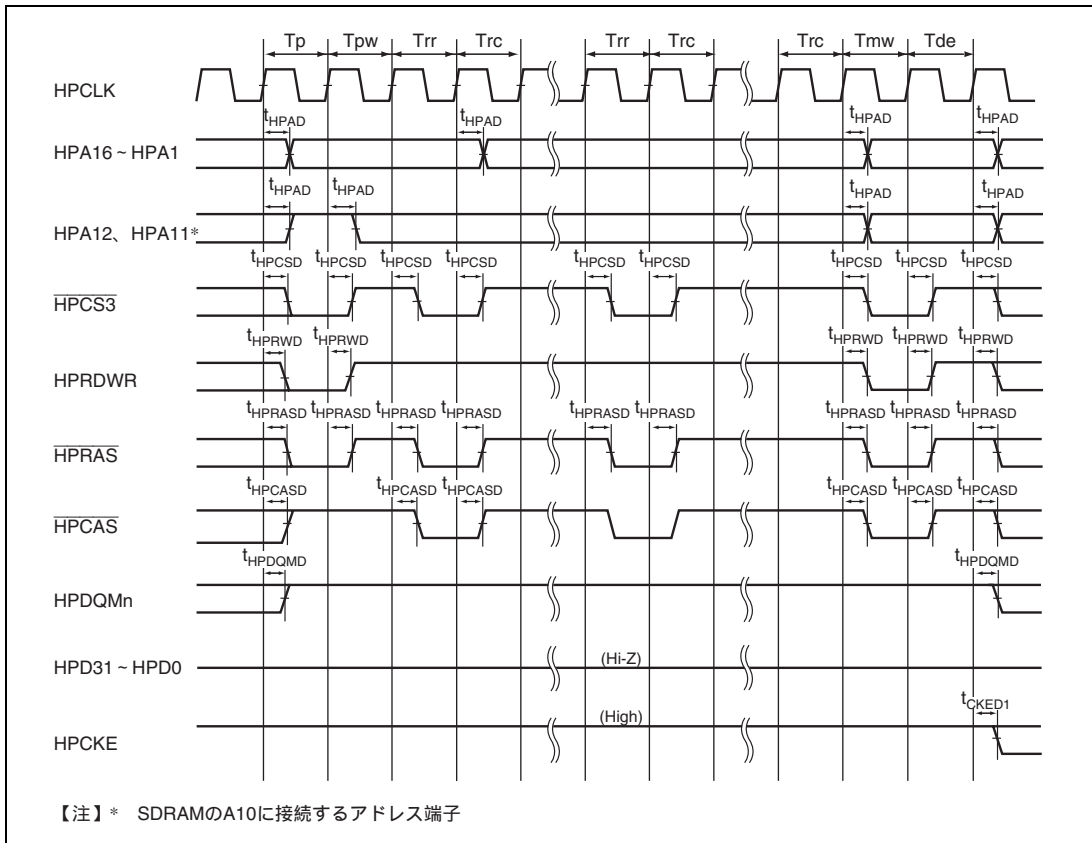 Tp Tpw Trr Trc Trr Trc Trc Tmw Tde
HPCLK
tHPAD tHPAD tHPAD tHPAD
HPA16 ~ HPA1
tHPAD tHPAD tHPAD tHPAD
HPA12、HPA11*
tHPCSD tHPCSD tHPCSD tHPCSD tHPCSD tHPCSD tHPCSD tHPCSD tHPCSD
HPCS3
tHPRWD tHPRWD tHPRWD tHPRWD tHPRWD
HPRDWR
tHPRASD tHPRASD tHPRASD tHPRASD tHPRASD tHPRASD tHPRASD tHPRASD tHPRASD
HPRAS
tHPCASD tHPCASD tHPCASD tHPCASD tHPCASD tHPCASD
HPCAS
tHPDQMD tHPDQMD
HPDQMn
(Hi-Z)
HPD31 ~ HPD0
(High) tCKED1
HPCKE
【注】* SDRAMのA10に接続するアドレス端子